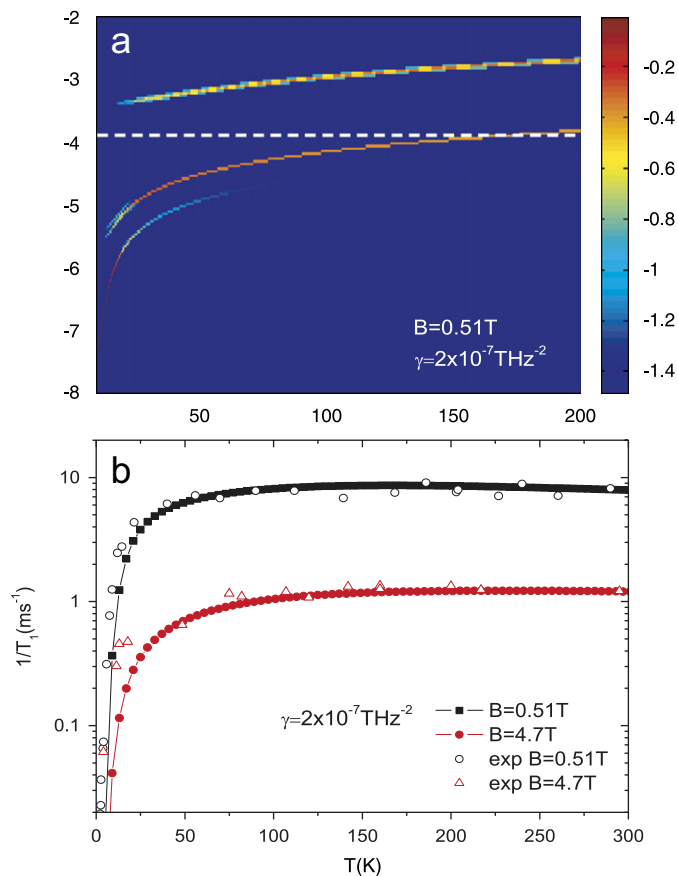 a
-2
-3
-4
-5
-6
-7
-8
50
100
150
200
B=0.51T
γ=2x10⁻⁷THz⁻²
-0.2
-0.4
-0.6
-0.8
-1
-1.2
-1.4
b
10
1
0.1
1/T₁(ms⁻¹)
γ=2x10⁻⁷THz⁻²
B=0.51T
B=4.7T
exp B=0.51T
exp B=4.7T
0 50 100 150 200 250 300
T(K)